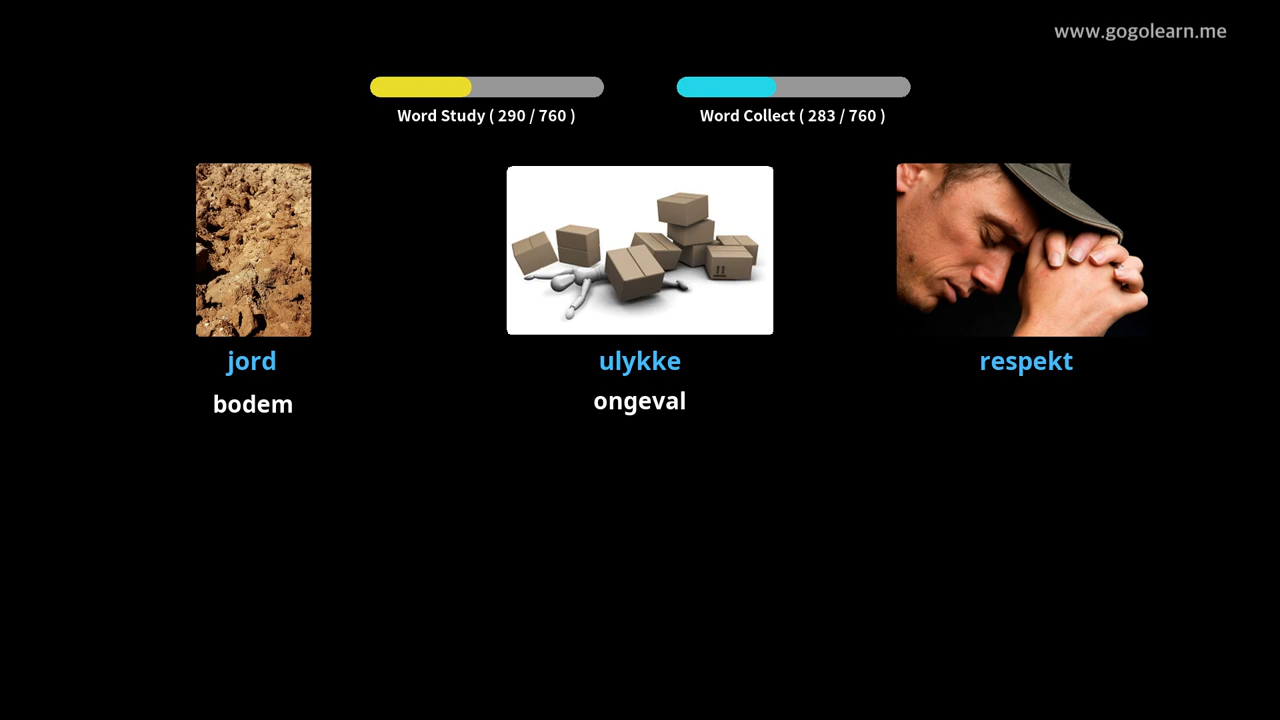 www.gogolearn.me
Word Study ( 290 / 760 )
Word Collect ( 283 / 760 )
jord
ulykke
respekt
bodem
ongeval